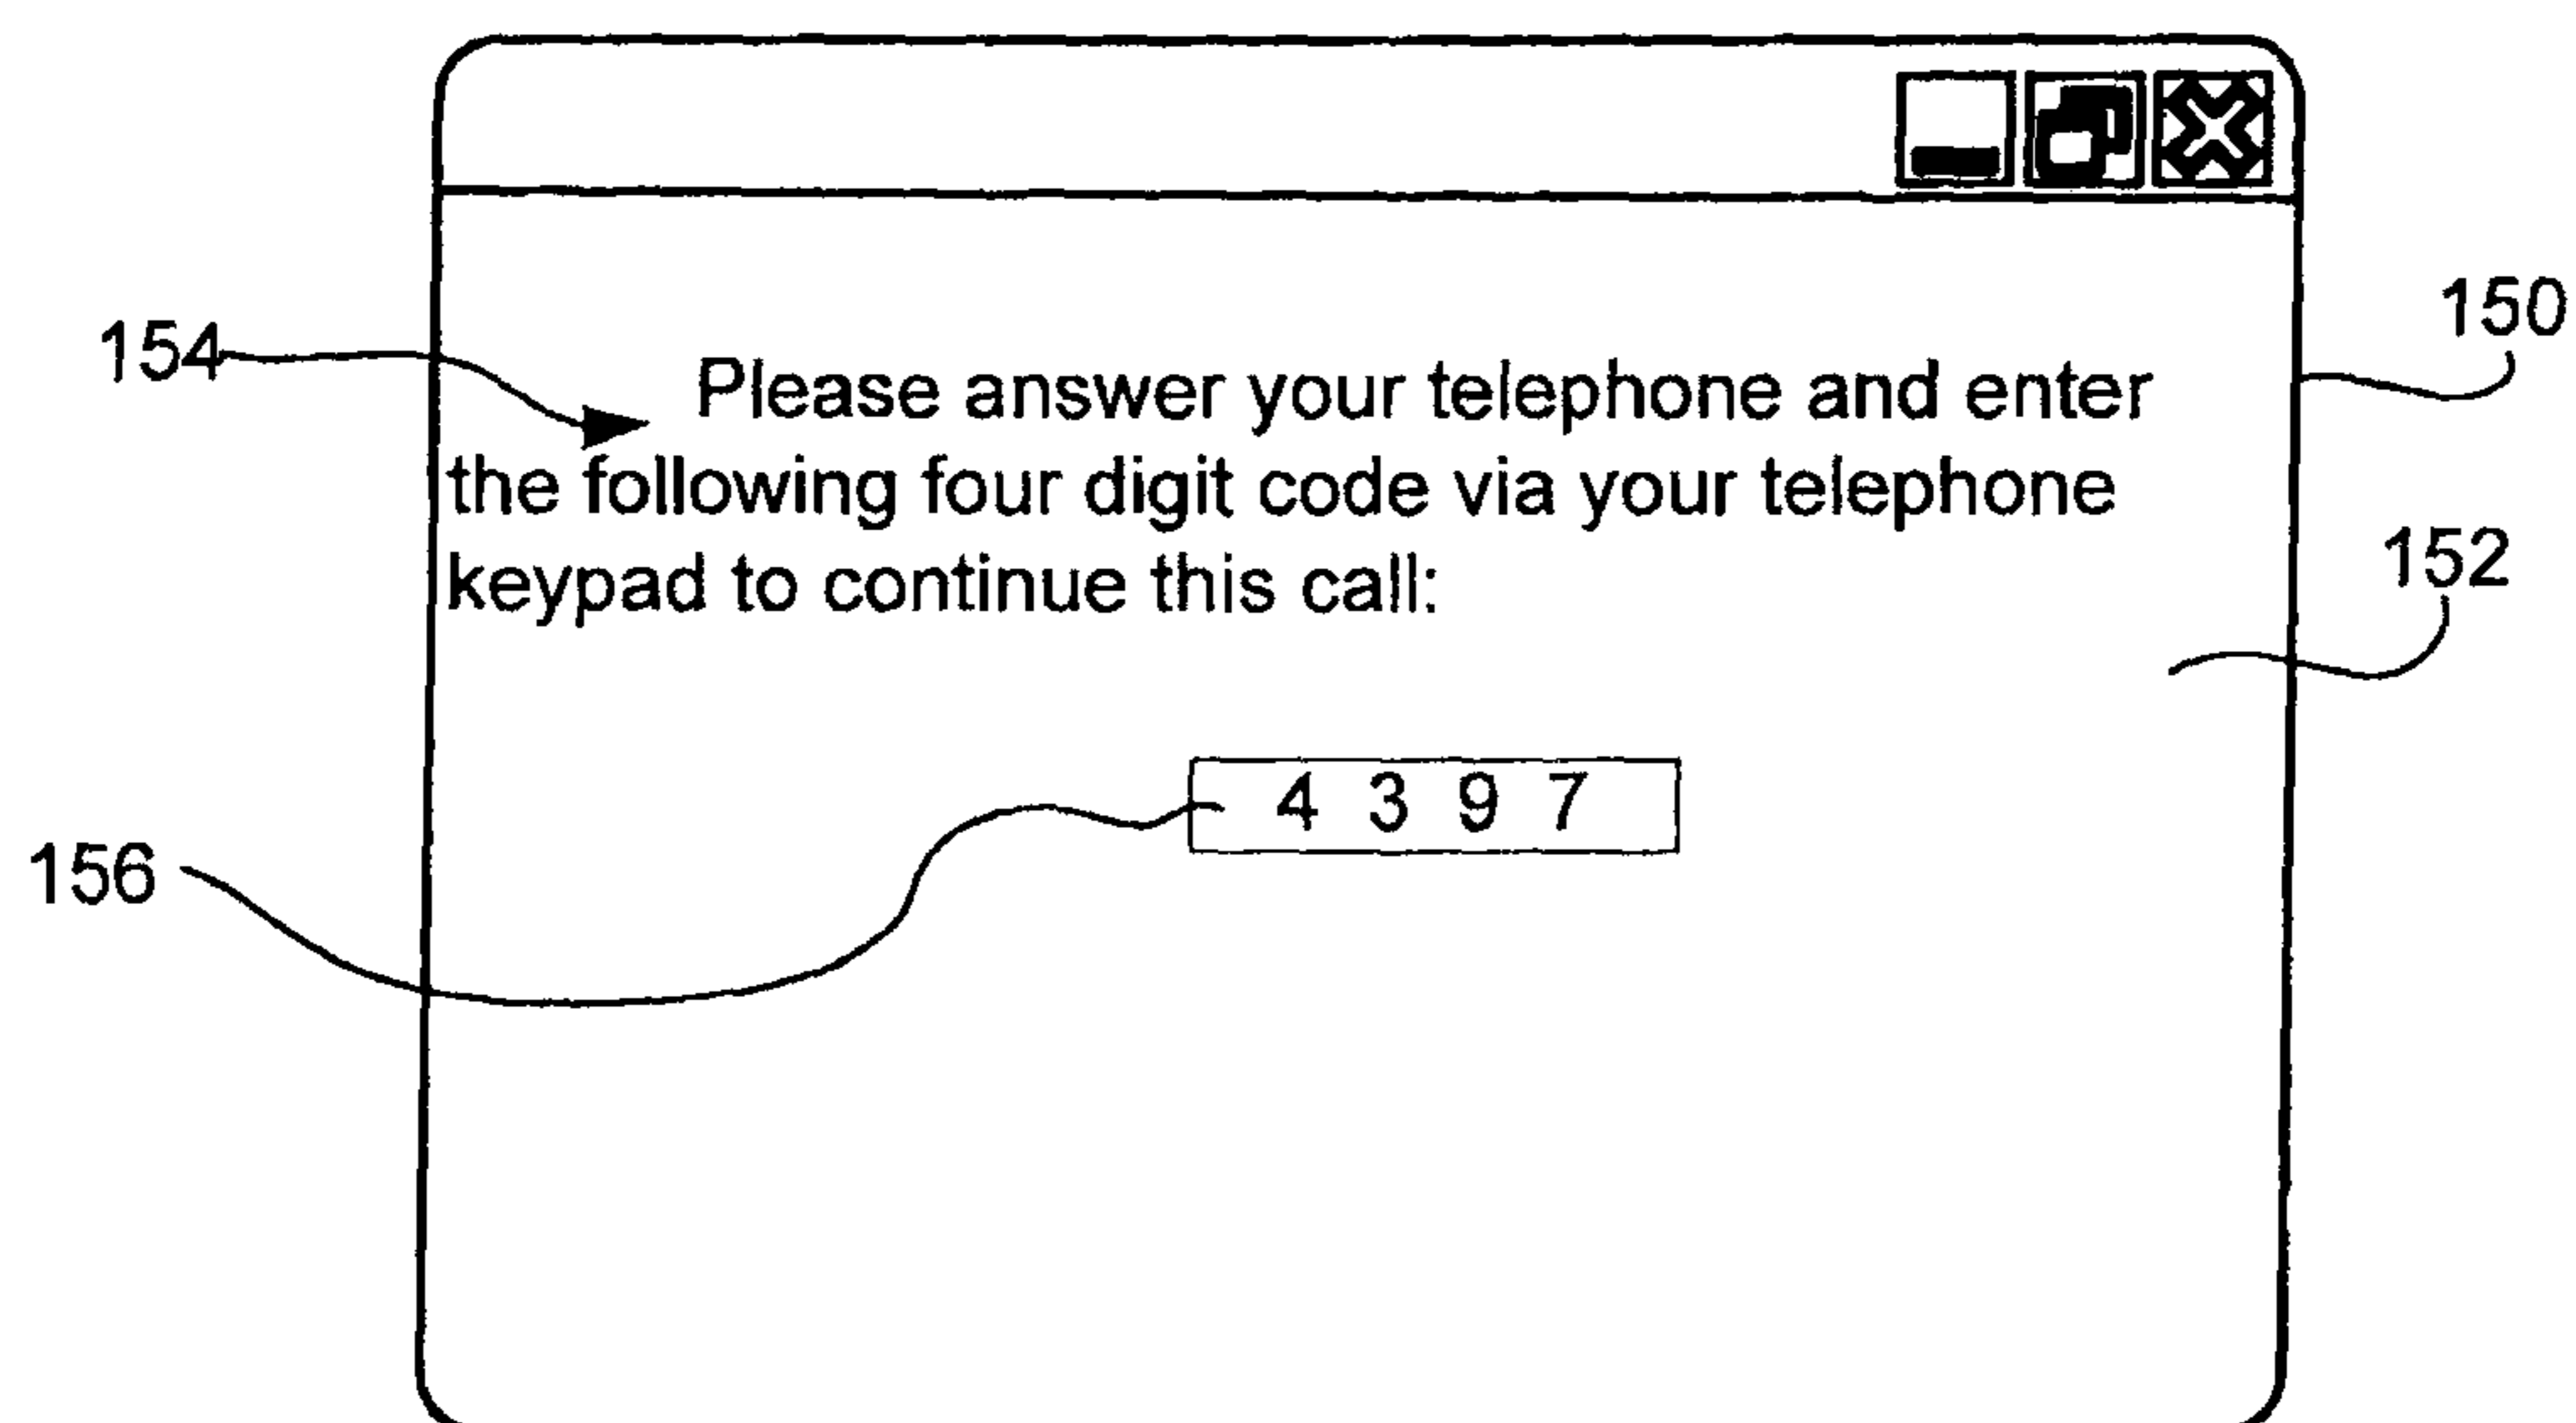 150
154
Please answer your telephone and enter
the following four digit code via your telephone
keypad to continue this call:
152
4 3 9 7
156